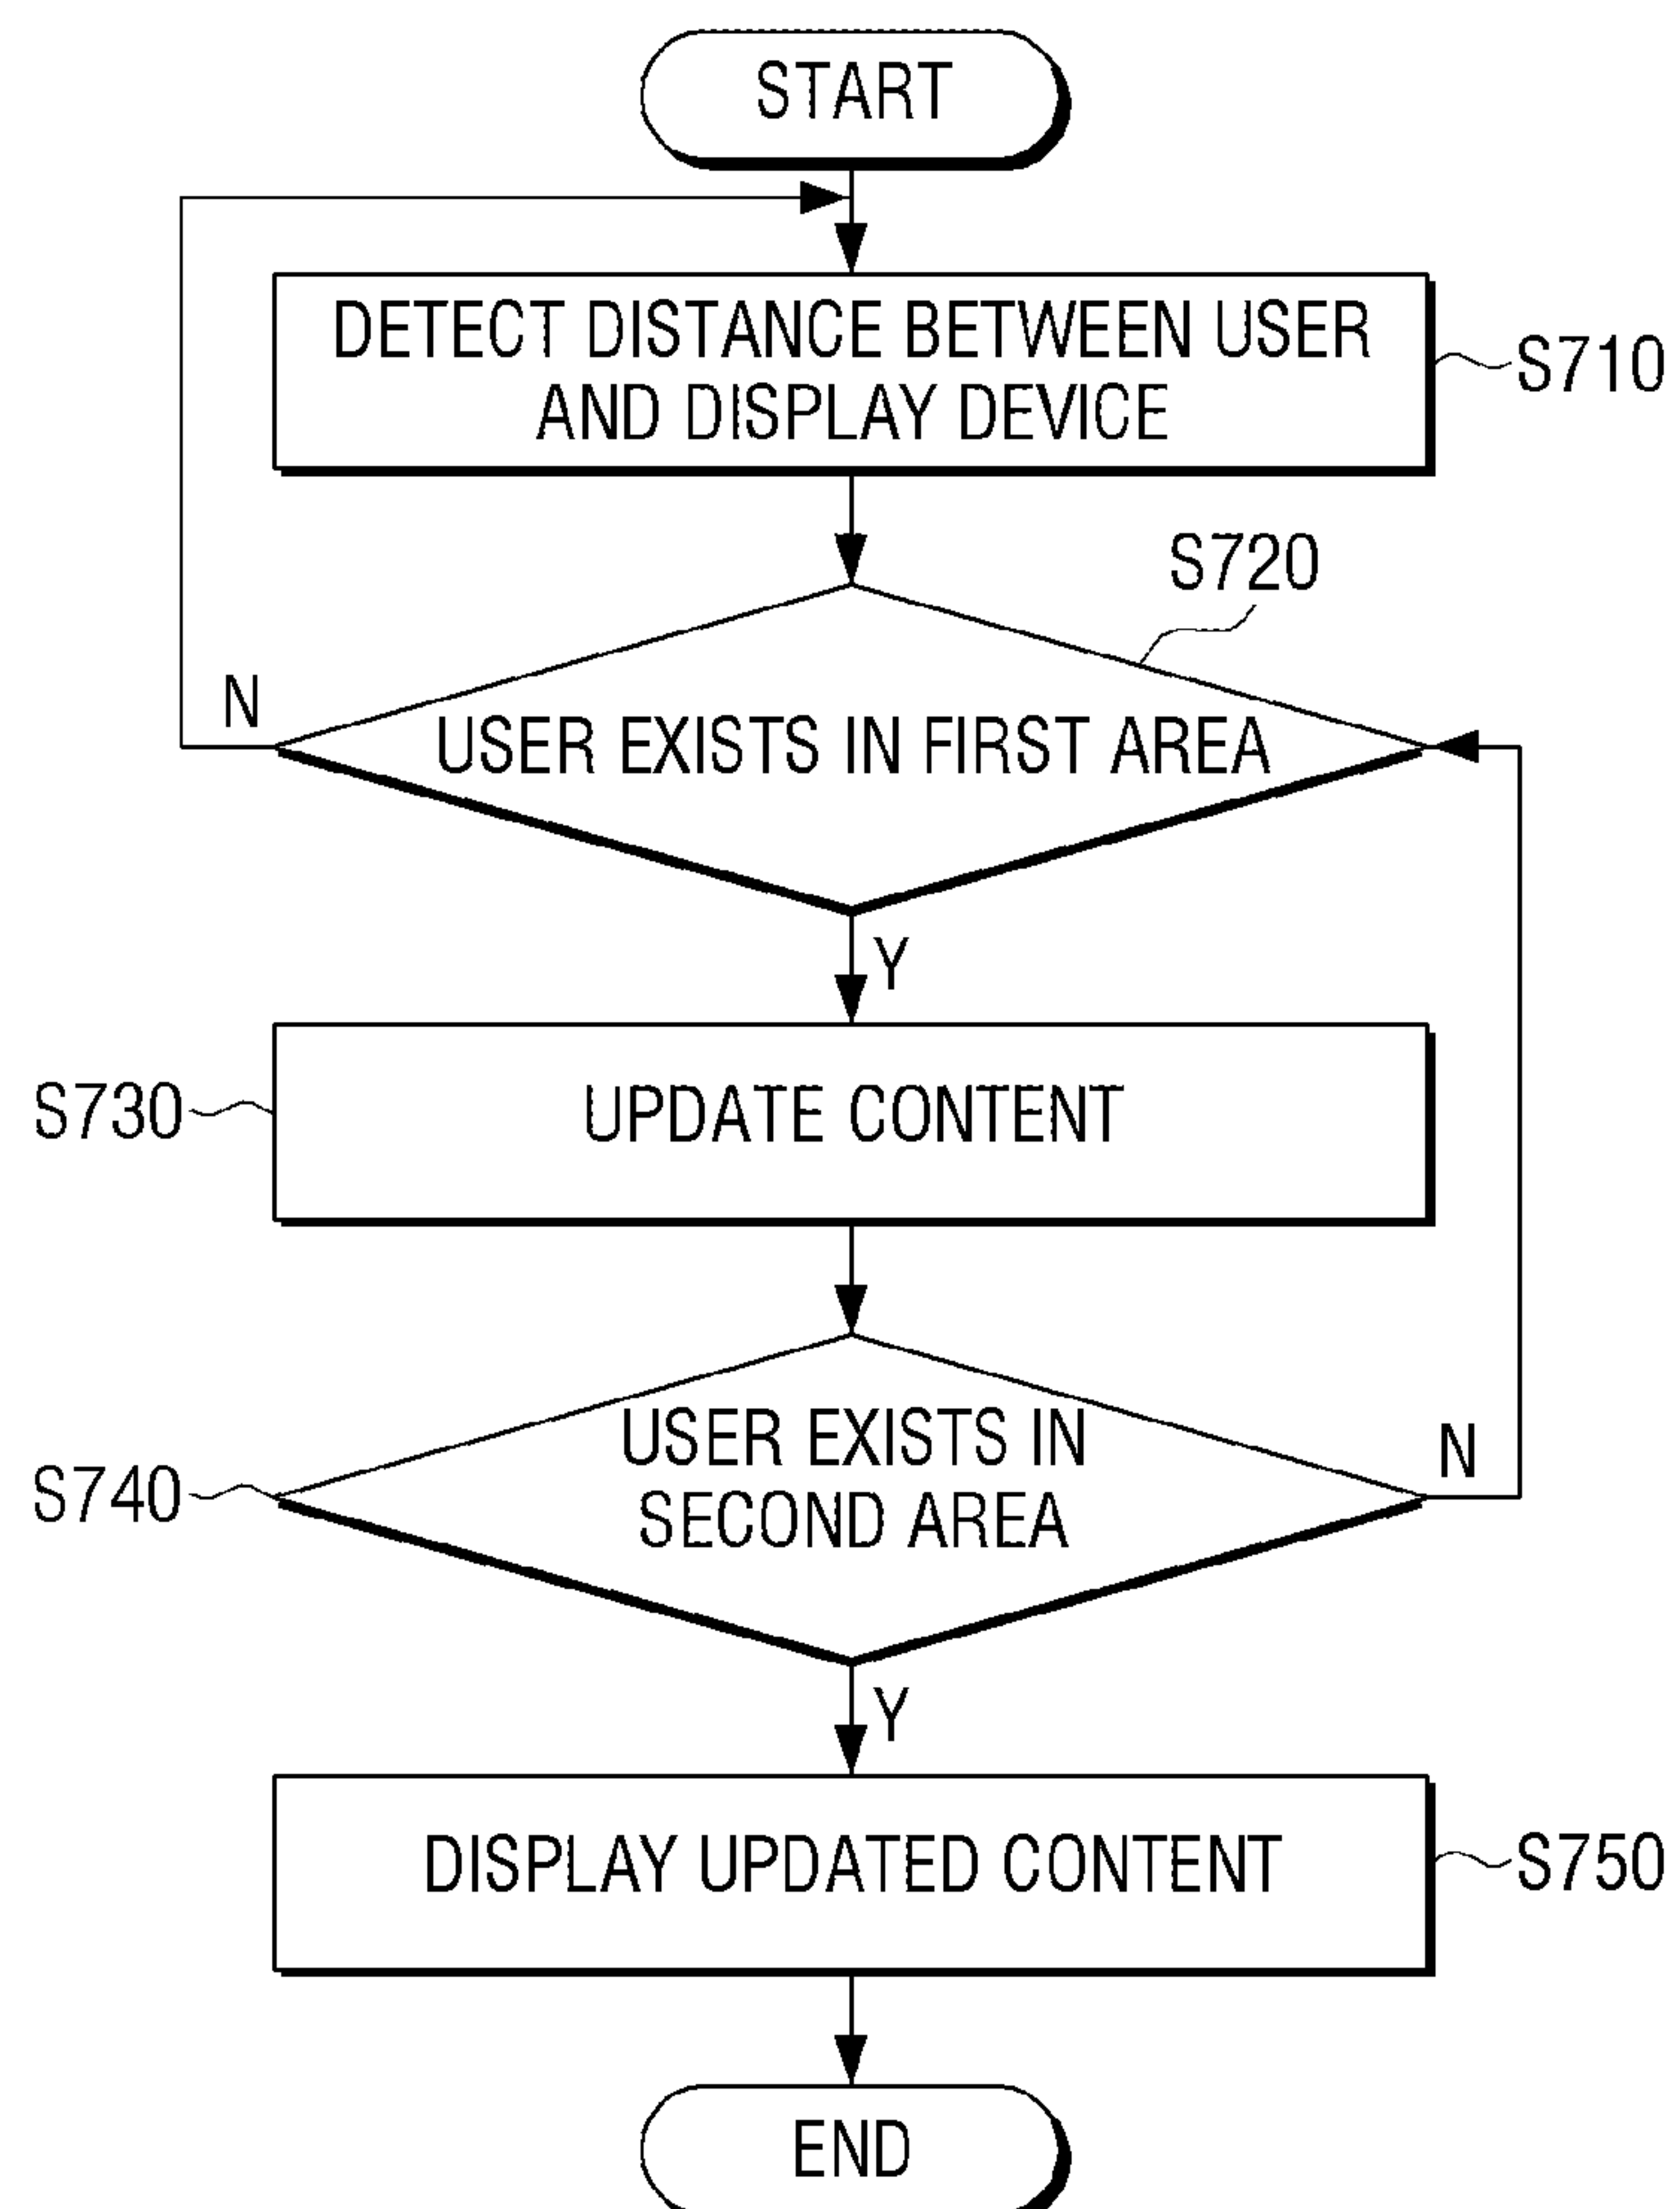 START
DETECT DISTANCE BETWEEN USER
AND DISPLAY DEVICE
S710
S720
N
USER EXISTS IN FIRST AREA
Y
S730
UPDATE CONTENT
USER EXISTS IN
SECOND AREA
N
S740
Y
DISPLAY UPDATED CONTENT
S750
END